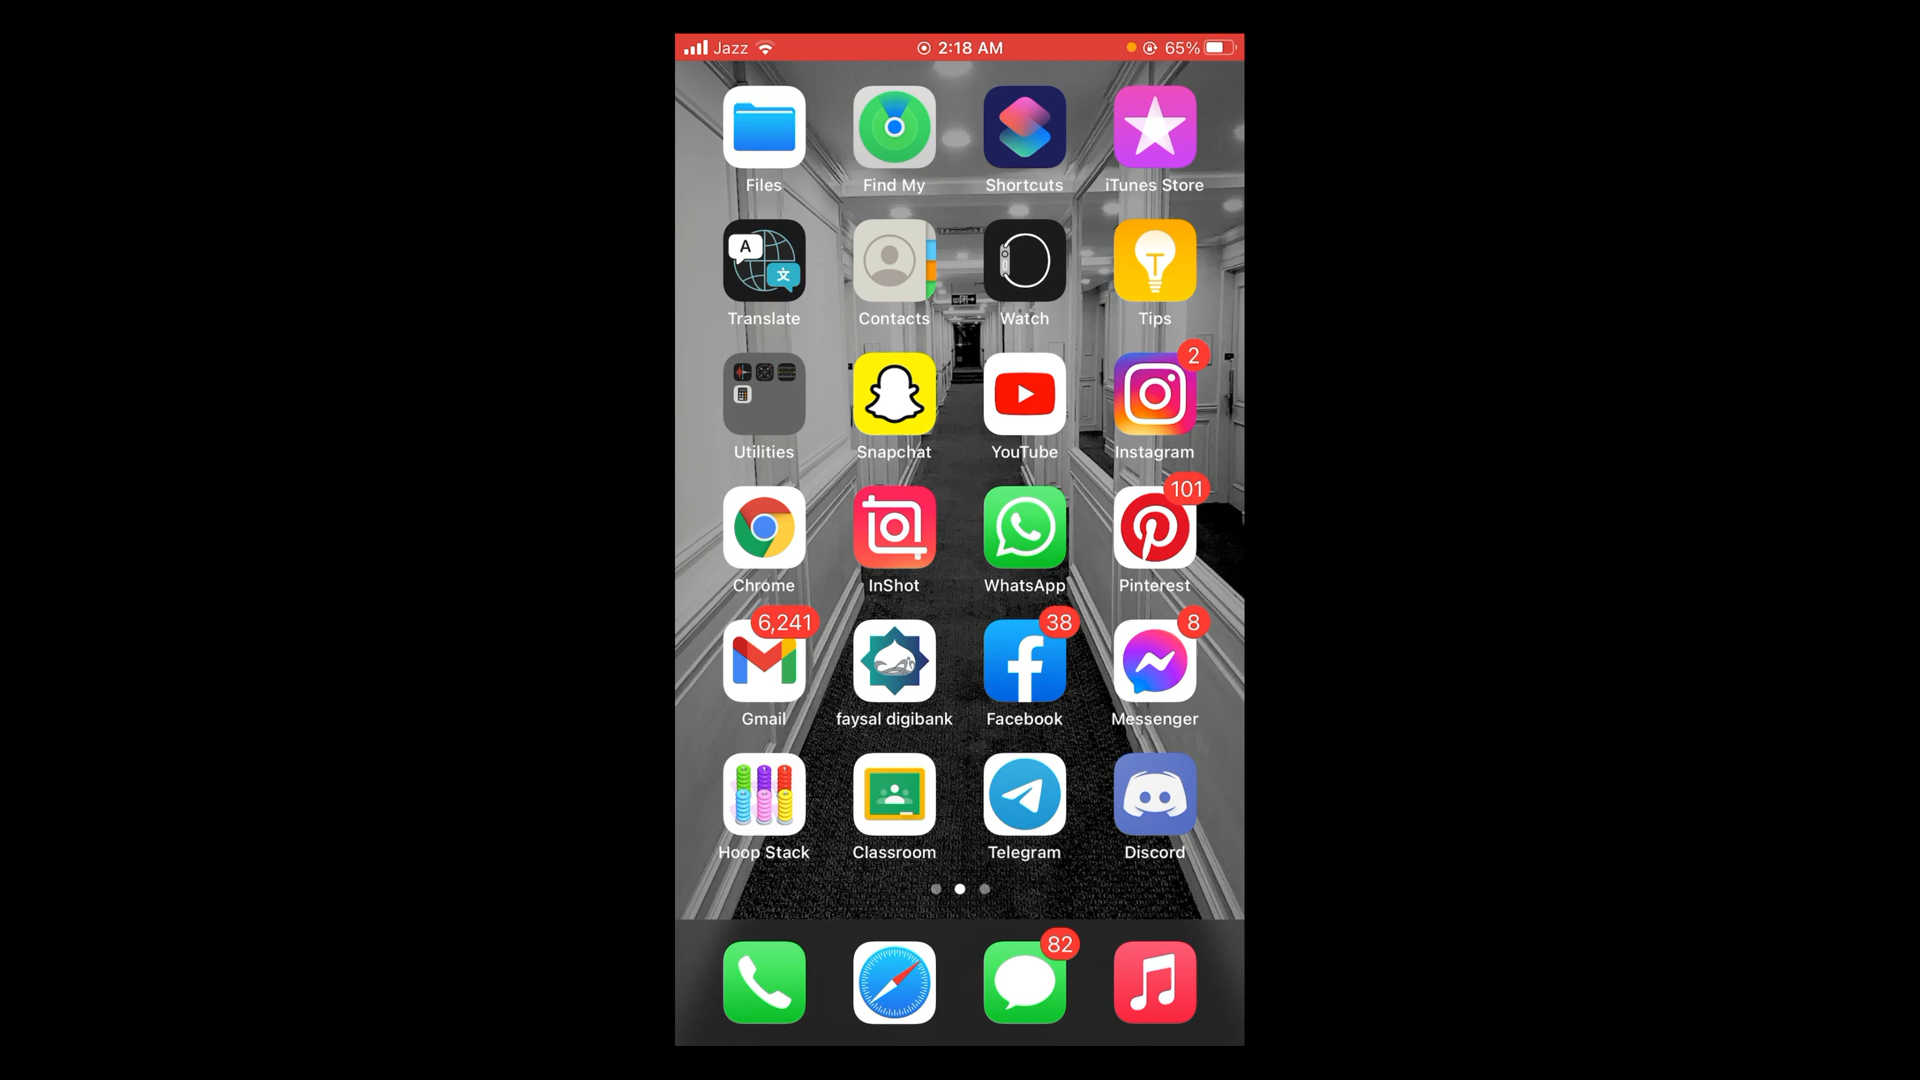 Jazz 2:18 AM 65%
Files Find My Shortcuts iTunes Store
A 文
Translate Contacts Watch Tips
2
Utilities Snapchat YouTube Instagram
101
Chrome InShot WhatsApp Pinterest
6,241 38 8
Gmail faysal digibank Facebook Messenger
Hoop Stack Classroom Telegram Discord
82